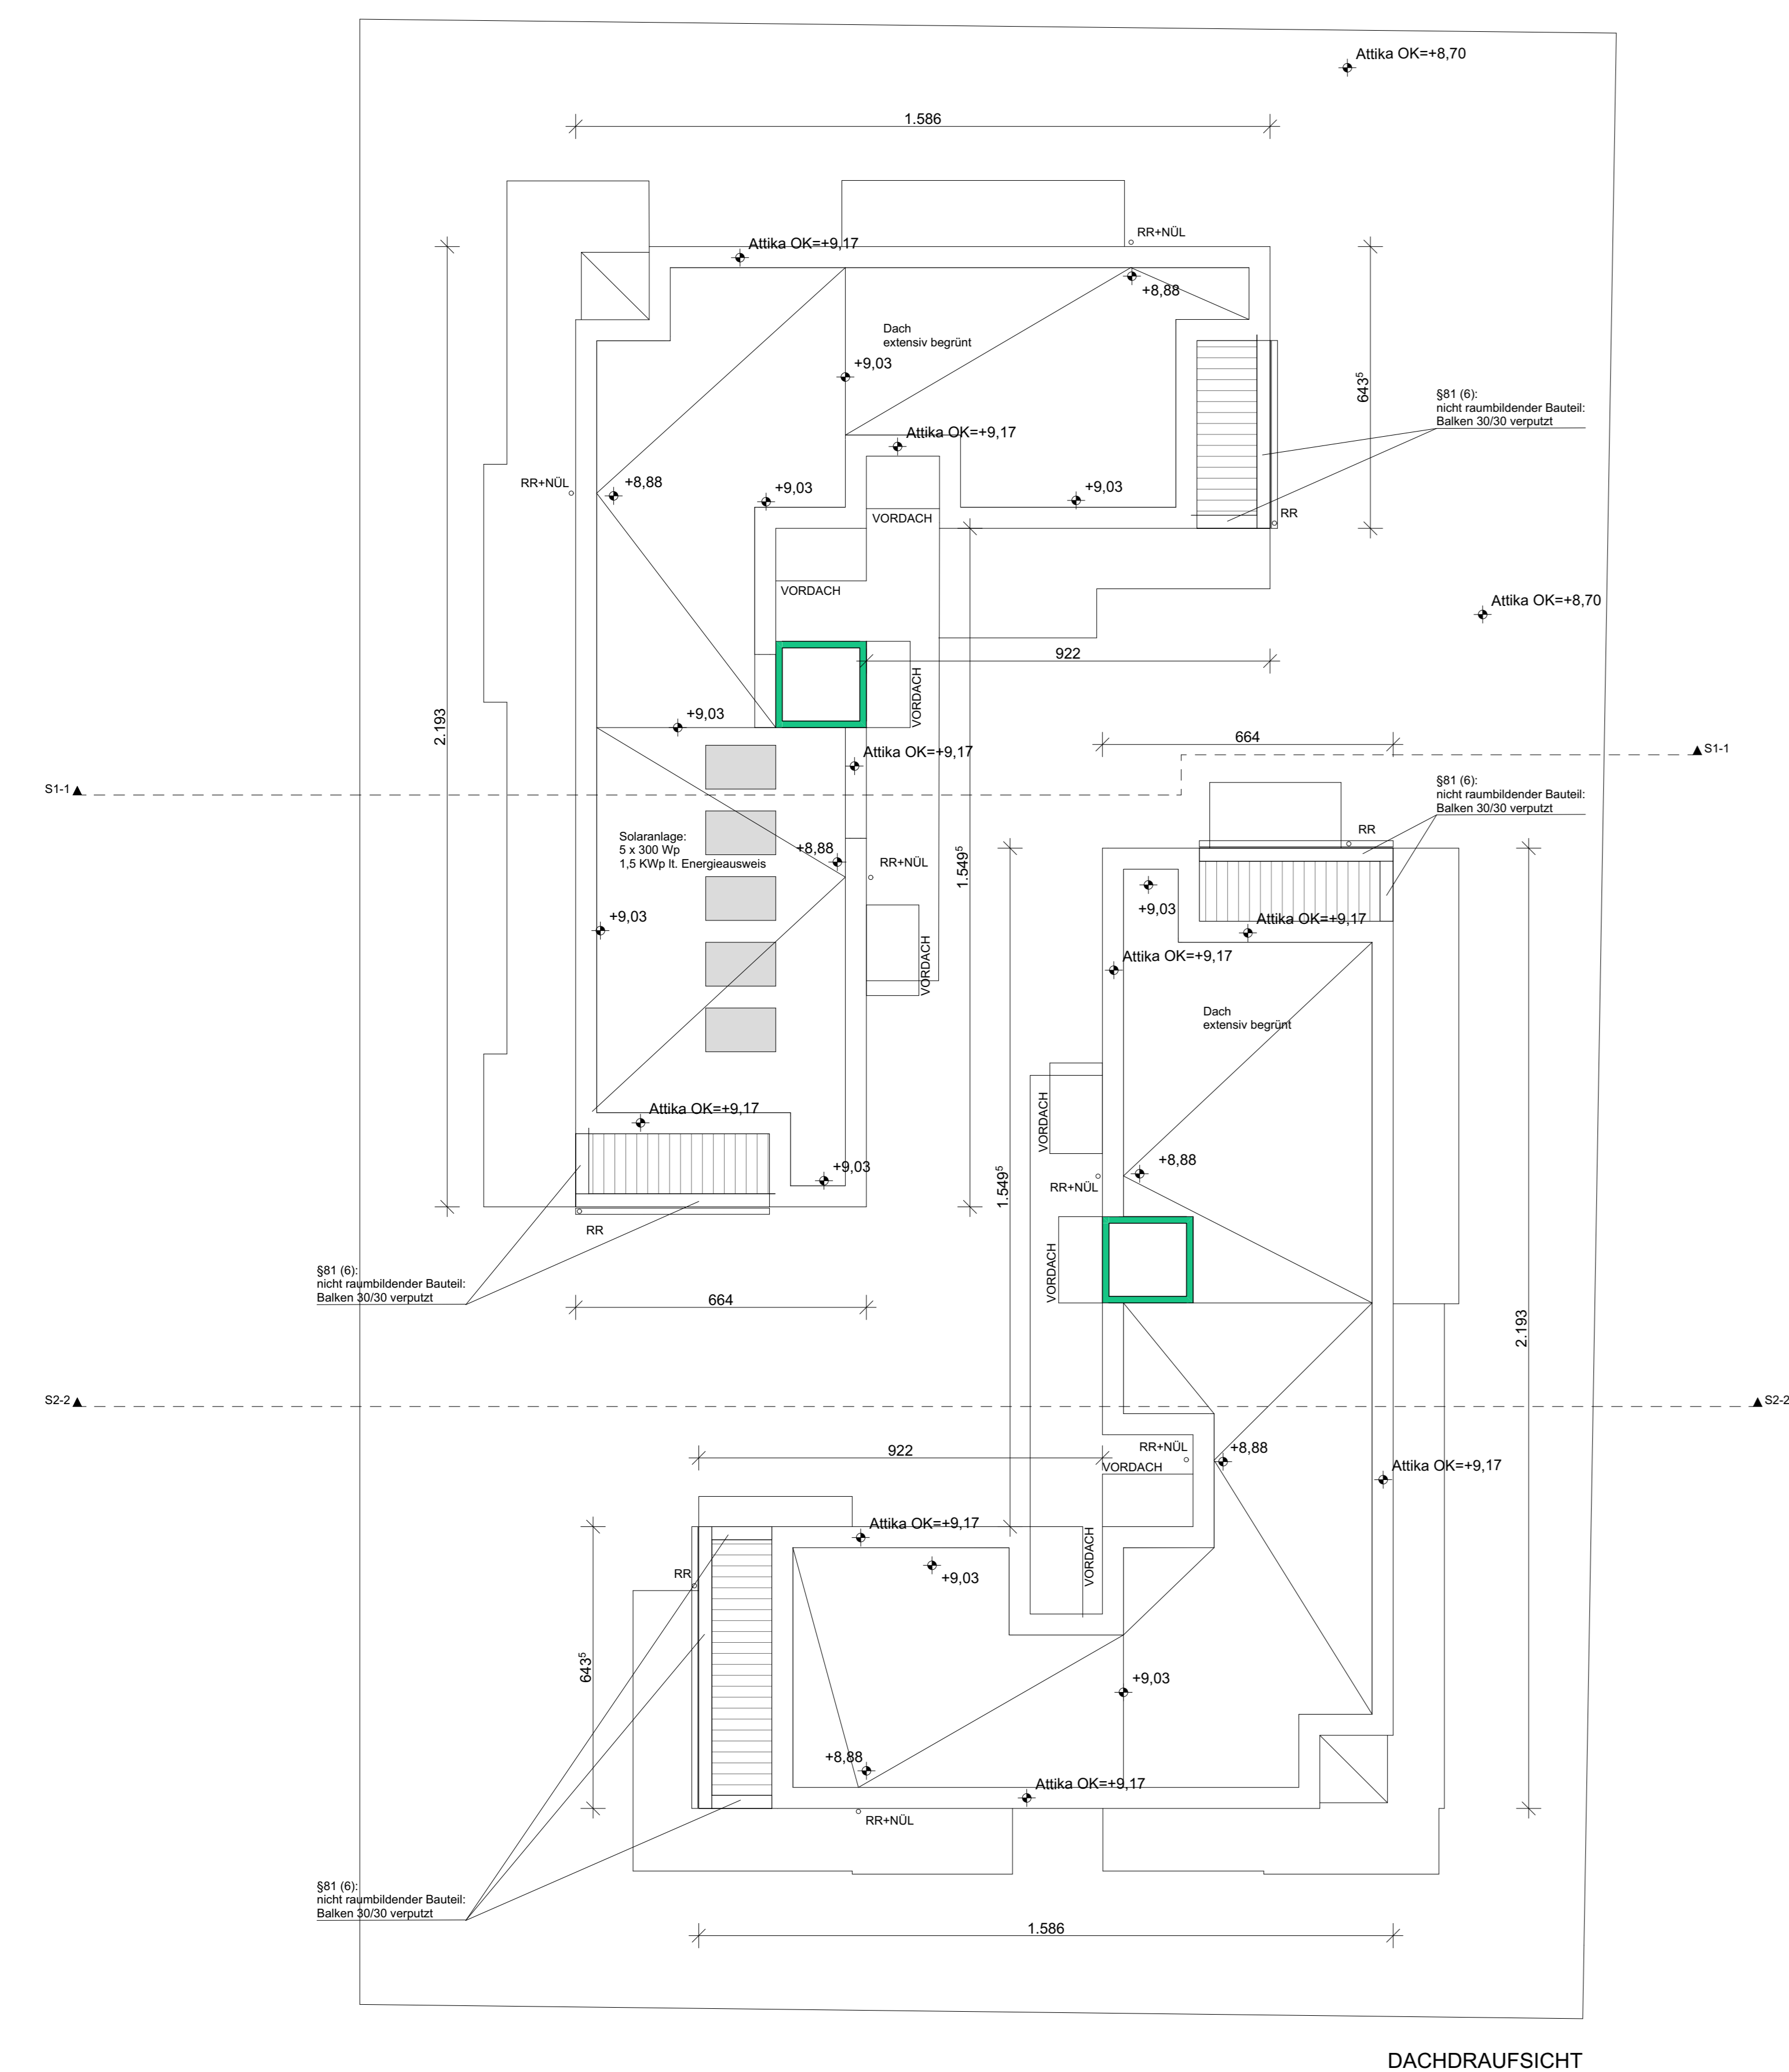 Attika OK=+8,70
1.586
RR+NÜL
Attika OK=+9,17
+8,88
Dach
extensiv begrünt
+9,03
643⁵
§81 (6):
nicht raumbildender Bauteil:
Balken 30/30 verputzt
Attika OK=+9,17
RR+NÜL
+8,88
+9,03
+9,03
RR
VORDACH
VORDACH
Attika OK=+8,70
922
VORDACH
2.193
+9,03
664
Attika OK=+9,17
S1-1
S1-1
§81 (6):
nicht raumbildender Bauteil:
Balken 30/30 verputzt
RR
Solaranlage:
5 x 300 Wp
1,5 KWp lt. Energieausweis
+8,88
RR+NÜL
1.549⁵
+9,03
+9,03
Attika OK=+9,17
VORDACH
Attika OK=+9,17
Dach
extensiv begrünt
Attika OK=+9,17
VORDACH
+9,03
+8,88
RR+NÜL
1.549⁵
RR
§81 (6):
nicht raumbildender Bauteil:
Balken 30/30 verputzt
VORDACH
664
2.193
S2-2
S2-2
922
RR+NÜL
+8,88
VORDACH
Attika OK=+9,17
Attika OK=+9,17
VORDACH
RR
+9,03
643⁵
+9,03
+8,88
Attika OK=+9,17
RR+NÜL
§81 (6):
nicht raumbildender Bauteil:
Balken 30/30 verputzt
1.586
DACHDRAUFSICHT